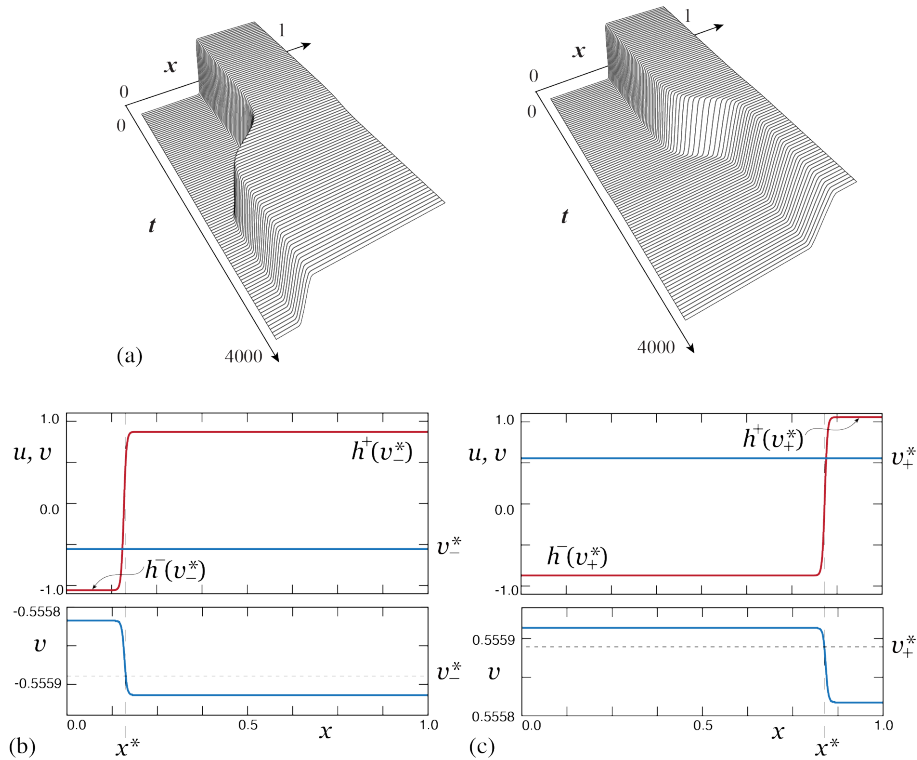 1
x
0
0
t
4000
(a)
1
x
0
0
t
4000
1.0
u, v
0.0
-1.0
h⁺(v*₋)
h⁻(v*₋)
v*₋
-0.5558
v
-0.5559
v*₋
0.0
0.5
x
1.0
(b)
x*
1.0
u, v
0.0
-1.0
h⁺(v*₊)
h⁻(v*₊)
v*₊
0.5559
v
0.5558
v*₊
0.0
0.5
x
1.0
(c)
x*